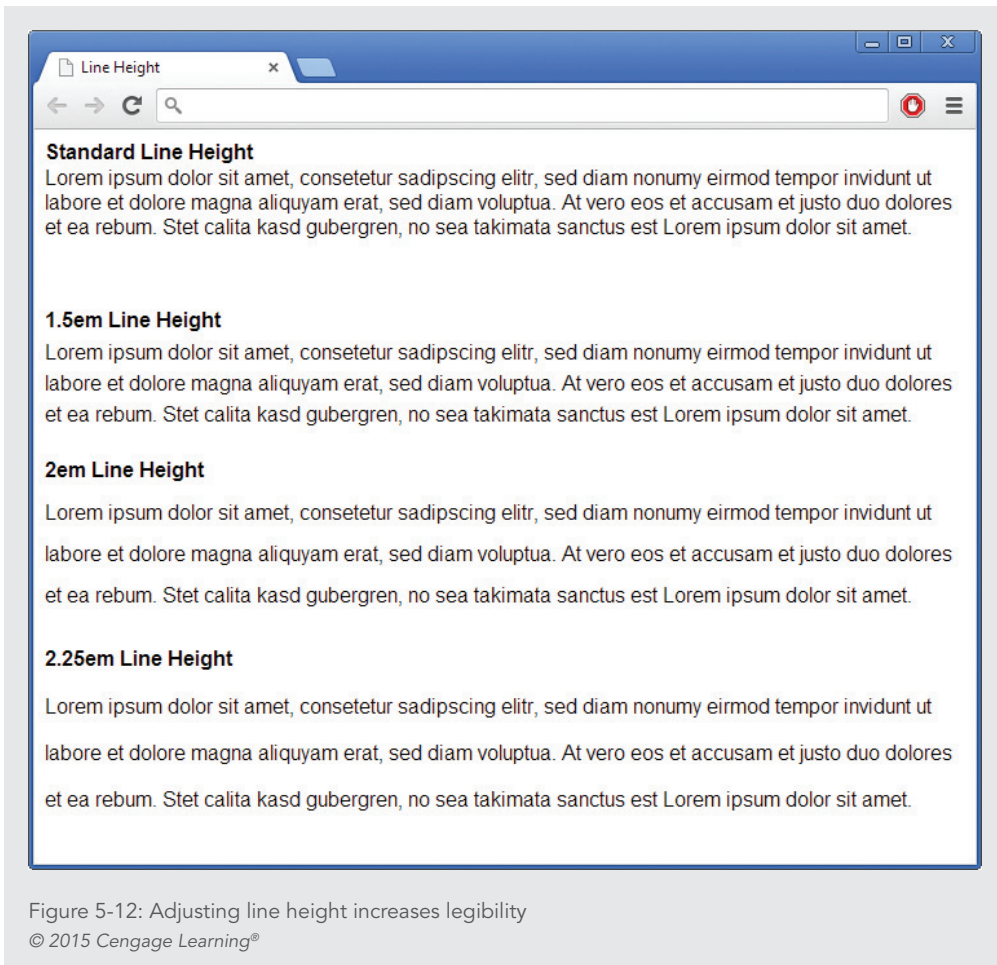 Line Height
Standard Line Height
Lorem ipsum dolor sit amet, consetetur sadipscing elitr, sed diam nonumy eirmod tempor invidunt ut
labore et dolore magna aliquyam erat, sed diam voluptua. At vero eos et accusam et justo duo dolores
et ea rebum. Stet calita kasd gubergren, no sea takimata sanctus est Lorem ipsum dolor sit amet.
1.5em Line Height
Lorem ipsum dolor sit amet, consetetur sadipscing elitr, sed diam nonumy eirmod tempor invidunt ut
labore et dolore magna aliquyam erat, sed diam voluptua. At vero eos et accusam et justo duo dolores
et ea rebum. Stet calita kasd gubergren, no sea takimata sanctus est Lorem ipsum dolor sit amet.
2em Line Height
Lorem ipsum dolor sit amet, consetetur sadipscing elitr, sed diam nonumy eirmod tempor invidunt ut
labore et dolore magna aliquyam erat, sed diam voluptua. At vero eos et accusam et justo duo dolores
et ea rebum. Stet calita kasd gubergren, no sea takimata sanctus est Lorem ipsum dolor sit amet.
2.25em Line Height
Lorem ipsum dolor sit amet, consetetur sadipscing elitr, sed diam nonumy eirmod tempor invidunt ut
labore et dolore magna aliquyam erat, sed diam voluptua. At vero eos et accusam et justo duo dolores
et ea rebum. Stet calita kasd gubergren, no sea takimata sanctus est Lorem ipsum dolor sit amet.
Figure 5-12: Adjusting line height increases legibility
© 2015 Cengage Learning®